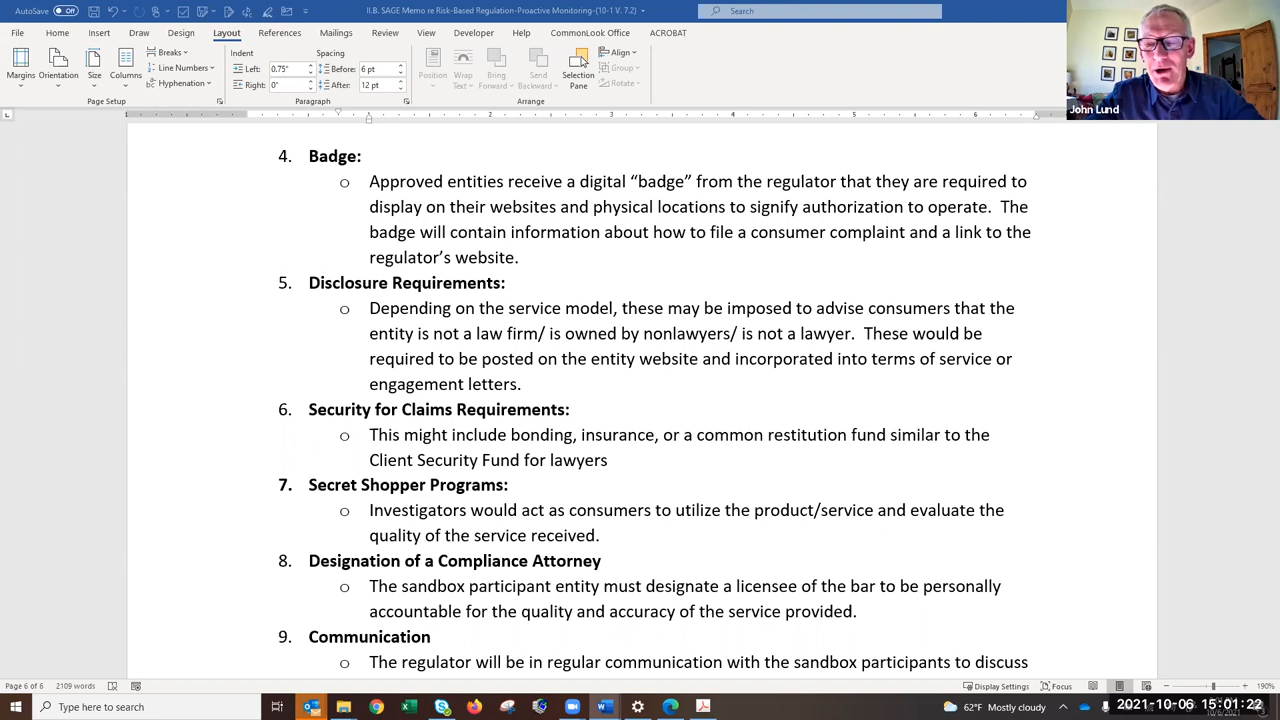 AutoSave Off II.B. SAGE Memo re Risk-Based Regulation-Proactive Monitoring-(10-1 V. 7.2) Search
File Home Insert Draw Design Layout References Mailings Review View Developer Help CommonLook Office ACROBAT
Margins Orientation Size Columns Breaks Line Numbers Hyphenation
Page Setup
Indent Spacing
Left: 0.75" Before: 6 pt
Right: 0" After: 12 pt
Paragraph
Position Wrap Text Bring Forward Send Backward Selection Pane Align Group Rotate
Arrange
John Lund
4. Badge:
o Approved entities receive a digital “badge” from the regulator that they are required to
display on their websites and physical locations to signify authorization to operate. The
badge will contain information about how to file a consumer complaint and a link to the
regulator’s website.
5. Disclosure Requirements:
o Depending on the service model, these may be imposed to advise consumers that the
entity is not a law firm/ is owned by nonlawyers/ is not a lawyer. These would be
required to be posted on the entity website and incorporated into terms of service or
engagement letters.
6. Security for Claims Requirements:
o This might include bonding, insurance, or a common restitution fund similar to the
Client Security Fund for lawyers
7. Secret Shopper Programs:
o Investigators would act as consumers to utilize the product/service and evaluate the
quality of the service received.
8. Designation of a Compliance Attorney
o The sandbox participant entity must designate a licensee of the bar to be personally
accountable for the quality and accuracy of the service provided.
9. Communication
o The regulator will be in regular communication with the sandbox participants to discuss
Page 6 of 6 2109 words Display Settings Focus 190%
Type here to search 62°F Mostly cloudy 2021-10-06 15:01:22